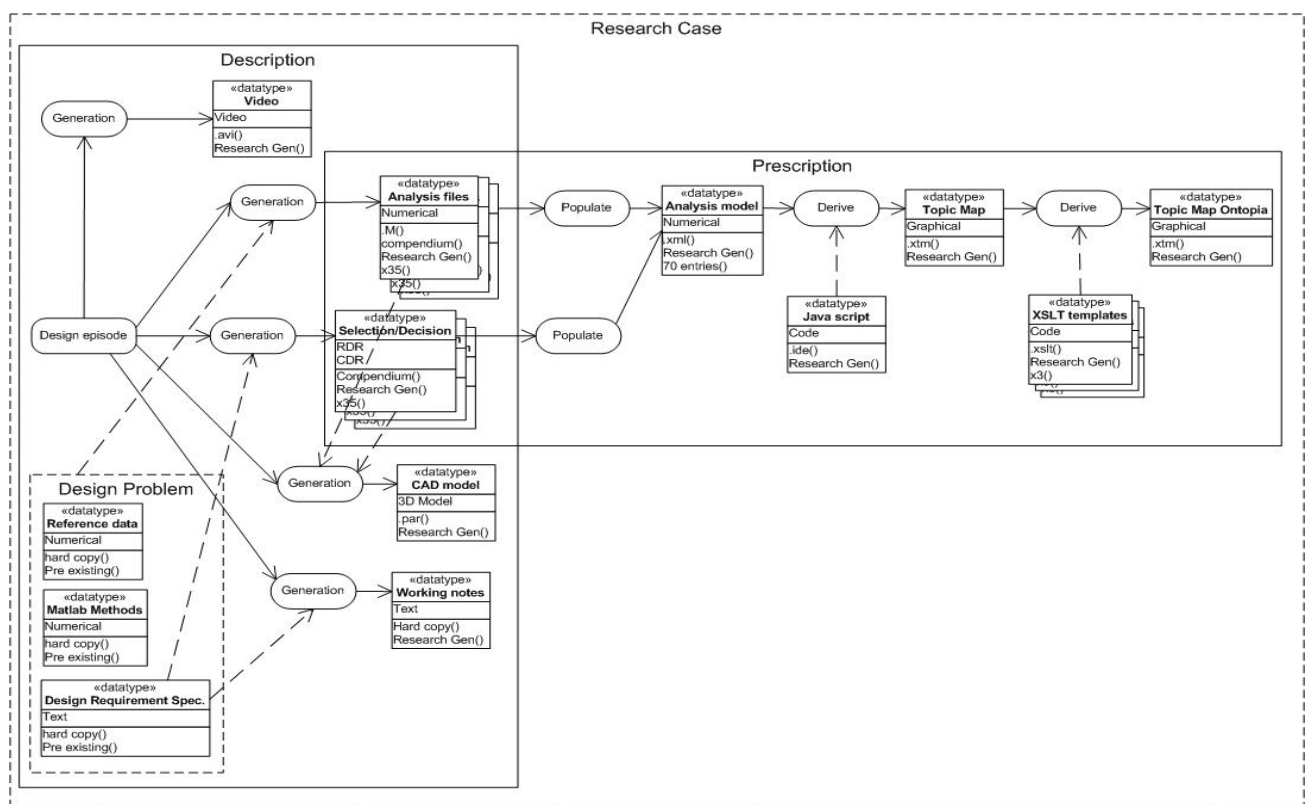 Research Case
Description
«datatype»
Video
Video
.avi()
Research Gen()
Generation
Prescription
Generation
«datatype»
Analysis files
Numerical
.M()
compendium()
Research Gen()
x35()
x35()
Populate
«datatype»
Analysis model
Numerical
.xml()
Research Gen()
70 entries()
Derive
«datatype»
Topic Map
Graphical
.xtm()
Research Gen()
Derive
«datatype»
Topic Map Ontopia
Graphical
.xtm()
Research Gen()
Design episode
Generation
«datatype»
Selection/Decision
RDR
CDR
Compendium()
Research Gen()
x35()
Populate
«datatype»
Java script
Code
.ide()
Research Gen()
«datatype»
XSLT templates
Code
.xslt()
Research Gen()
x3()
Generation
«datatype»
CAD model
3D Model
.par()
Research Gen()
Design Problem
«datatype»
Reference data
Numerical
hard copy()
Pre existing()
Generation
«datatype»
Working notes
Text
Hard copy()
Research Gen()
«datatype»
Matlab Methods
Numerical
hard copy()
Pre existing()
«datatype»
Design Requirement Spec.
Text
hard copy()
Pre existing()